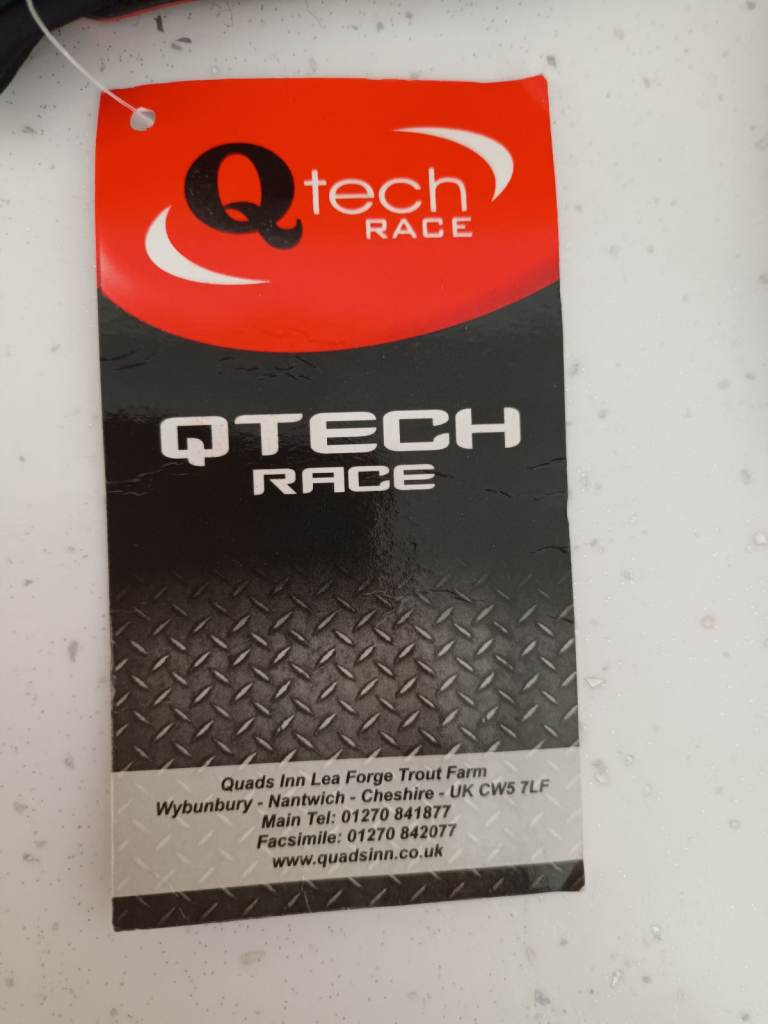 Qtech
RACE
QTECH
RACE
Quads Inn Lea Forge Trout Farm
Wybunbury - Nantwich - Cheshire - UK CW5 7LF
Main Tel: 01270 841877
Facsimile: 01270 842077
www.quadsinn.co.uk